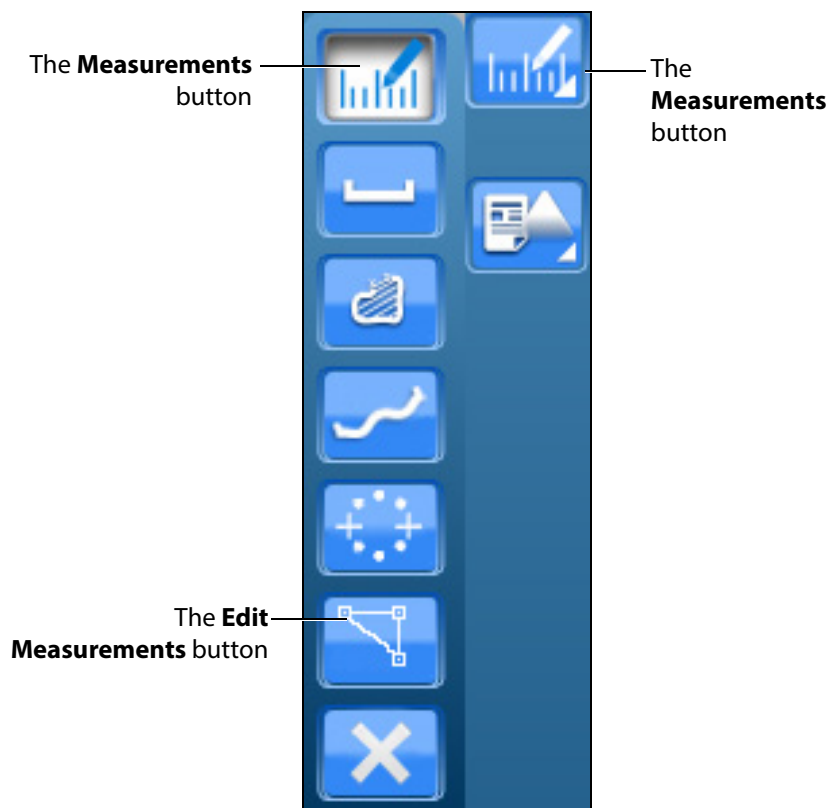 The Measurements
button
The
Measurements
button
The Edit
Measurements button